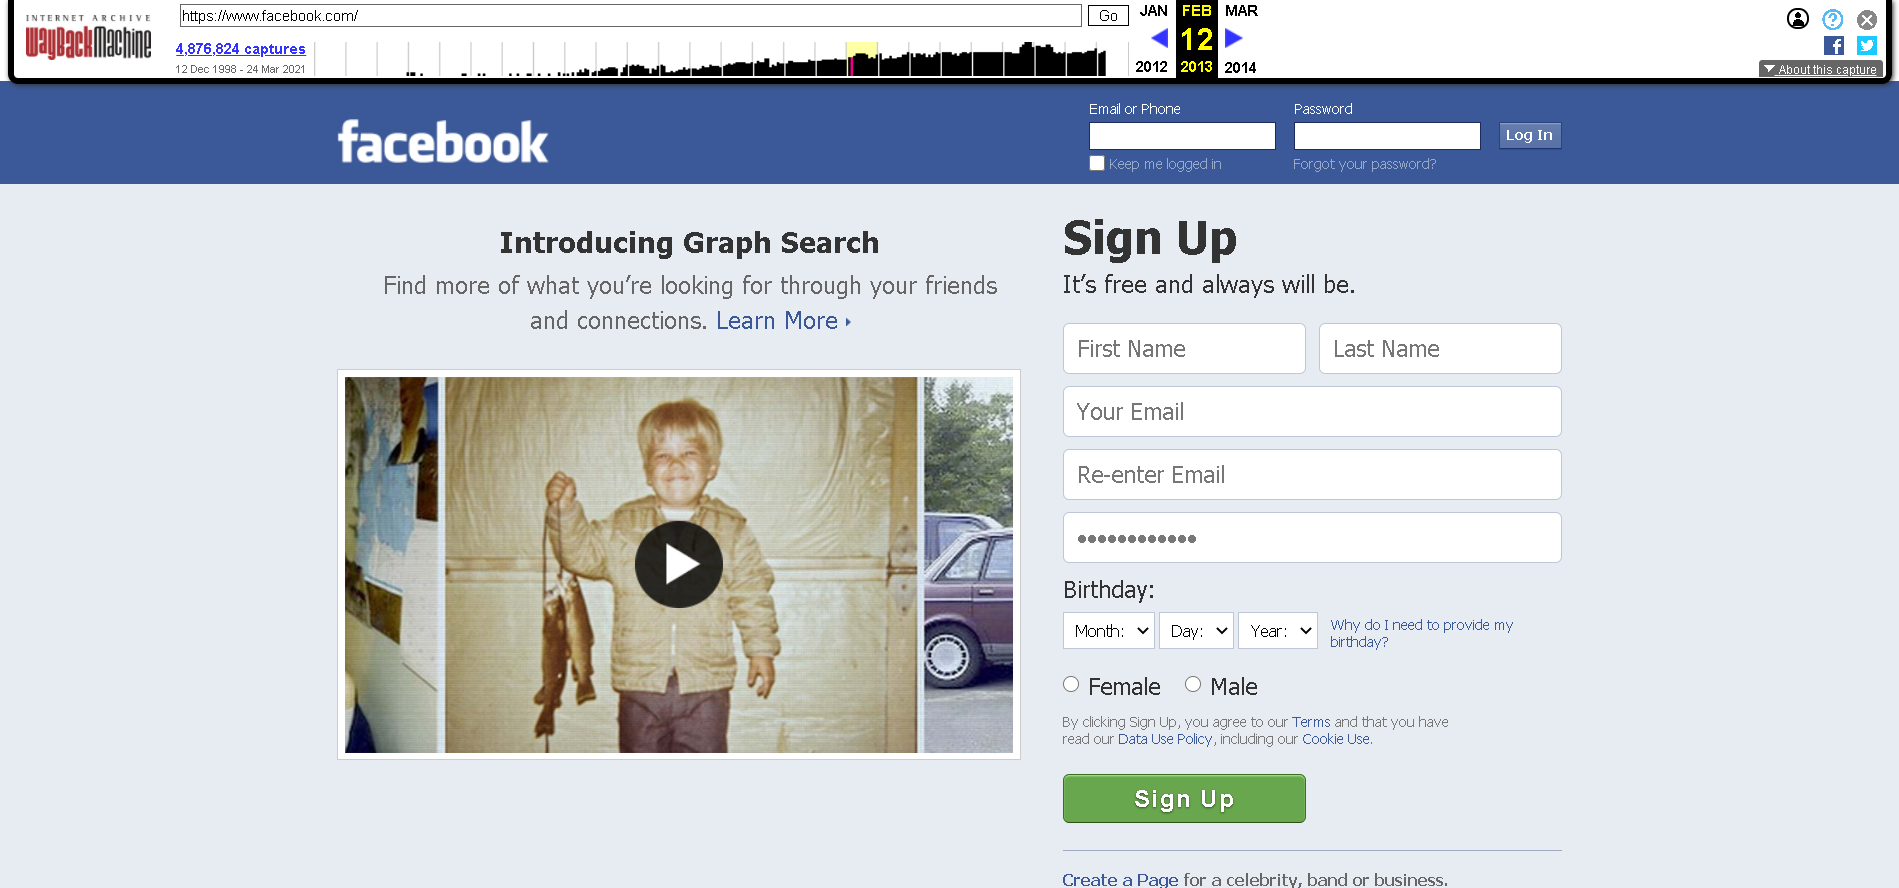 INTERNET ARCHIVE
WayBackMachine
https://www.facebook.com/
Go
4,876,824 captures
12 Dec 1998 - 24 Mar 2021
JAN FEB MAR
12
2012 2013 2014
About this capture
facebook
Email or Phone
Password
Log In
Keep me logged in
Forgot your password?
Introducing Graph Search
Find more of what you’re looking for through your friends
and connections. Learn More
Sign Up
It’s free and always will be.
First Name
Last Name
Your Email
Re-enter Email
••••••••••••
Birthday:
Month:
Day:
Year:
Why do I need to provide my
birthday?
Female
Male
By clicking Sign Up, you agree to our Terms and that you have
read our Data Use Policy, including our Cookie Use.
Sign Up
Create a Page for a celebrity, band or business.